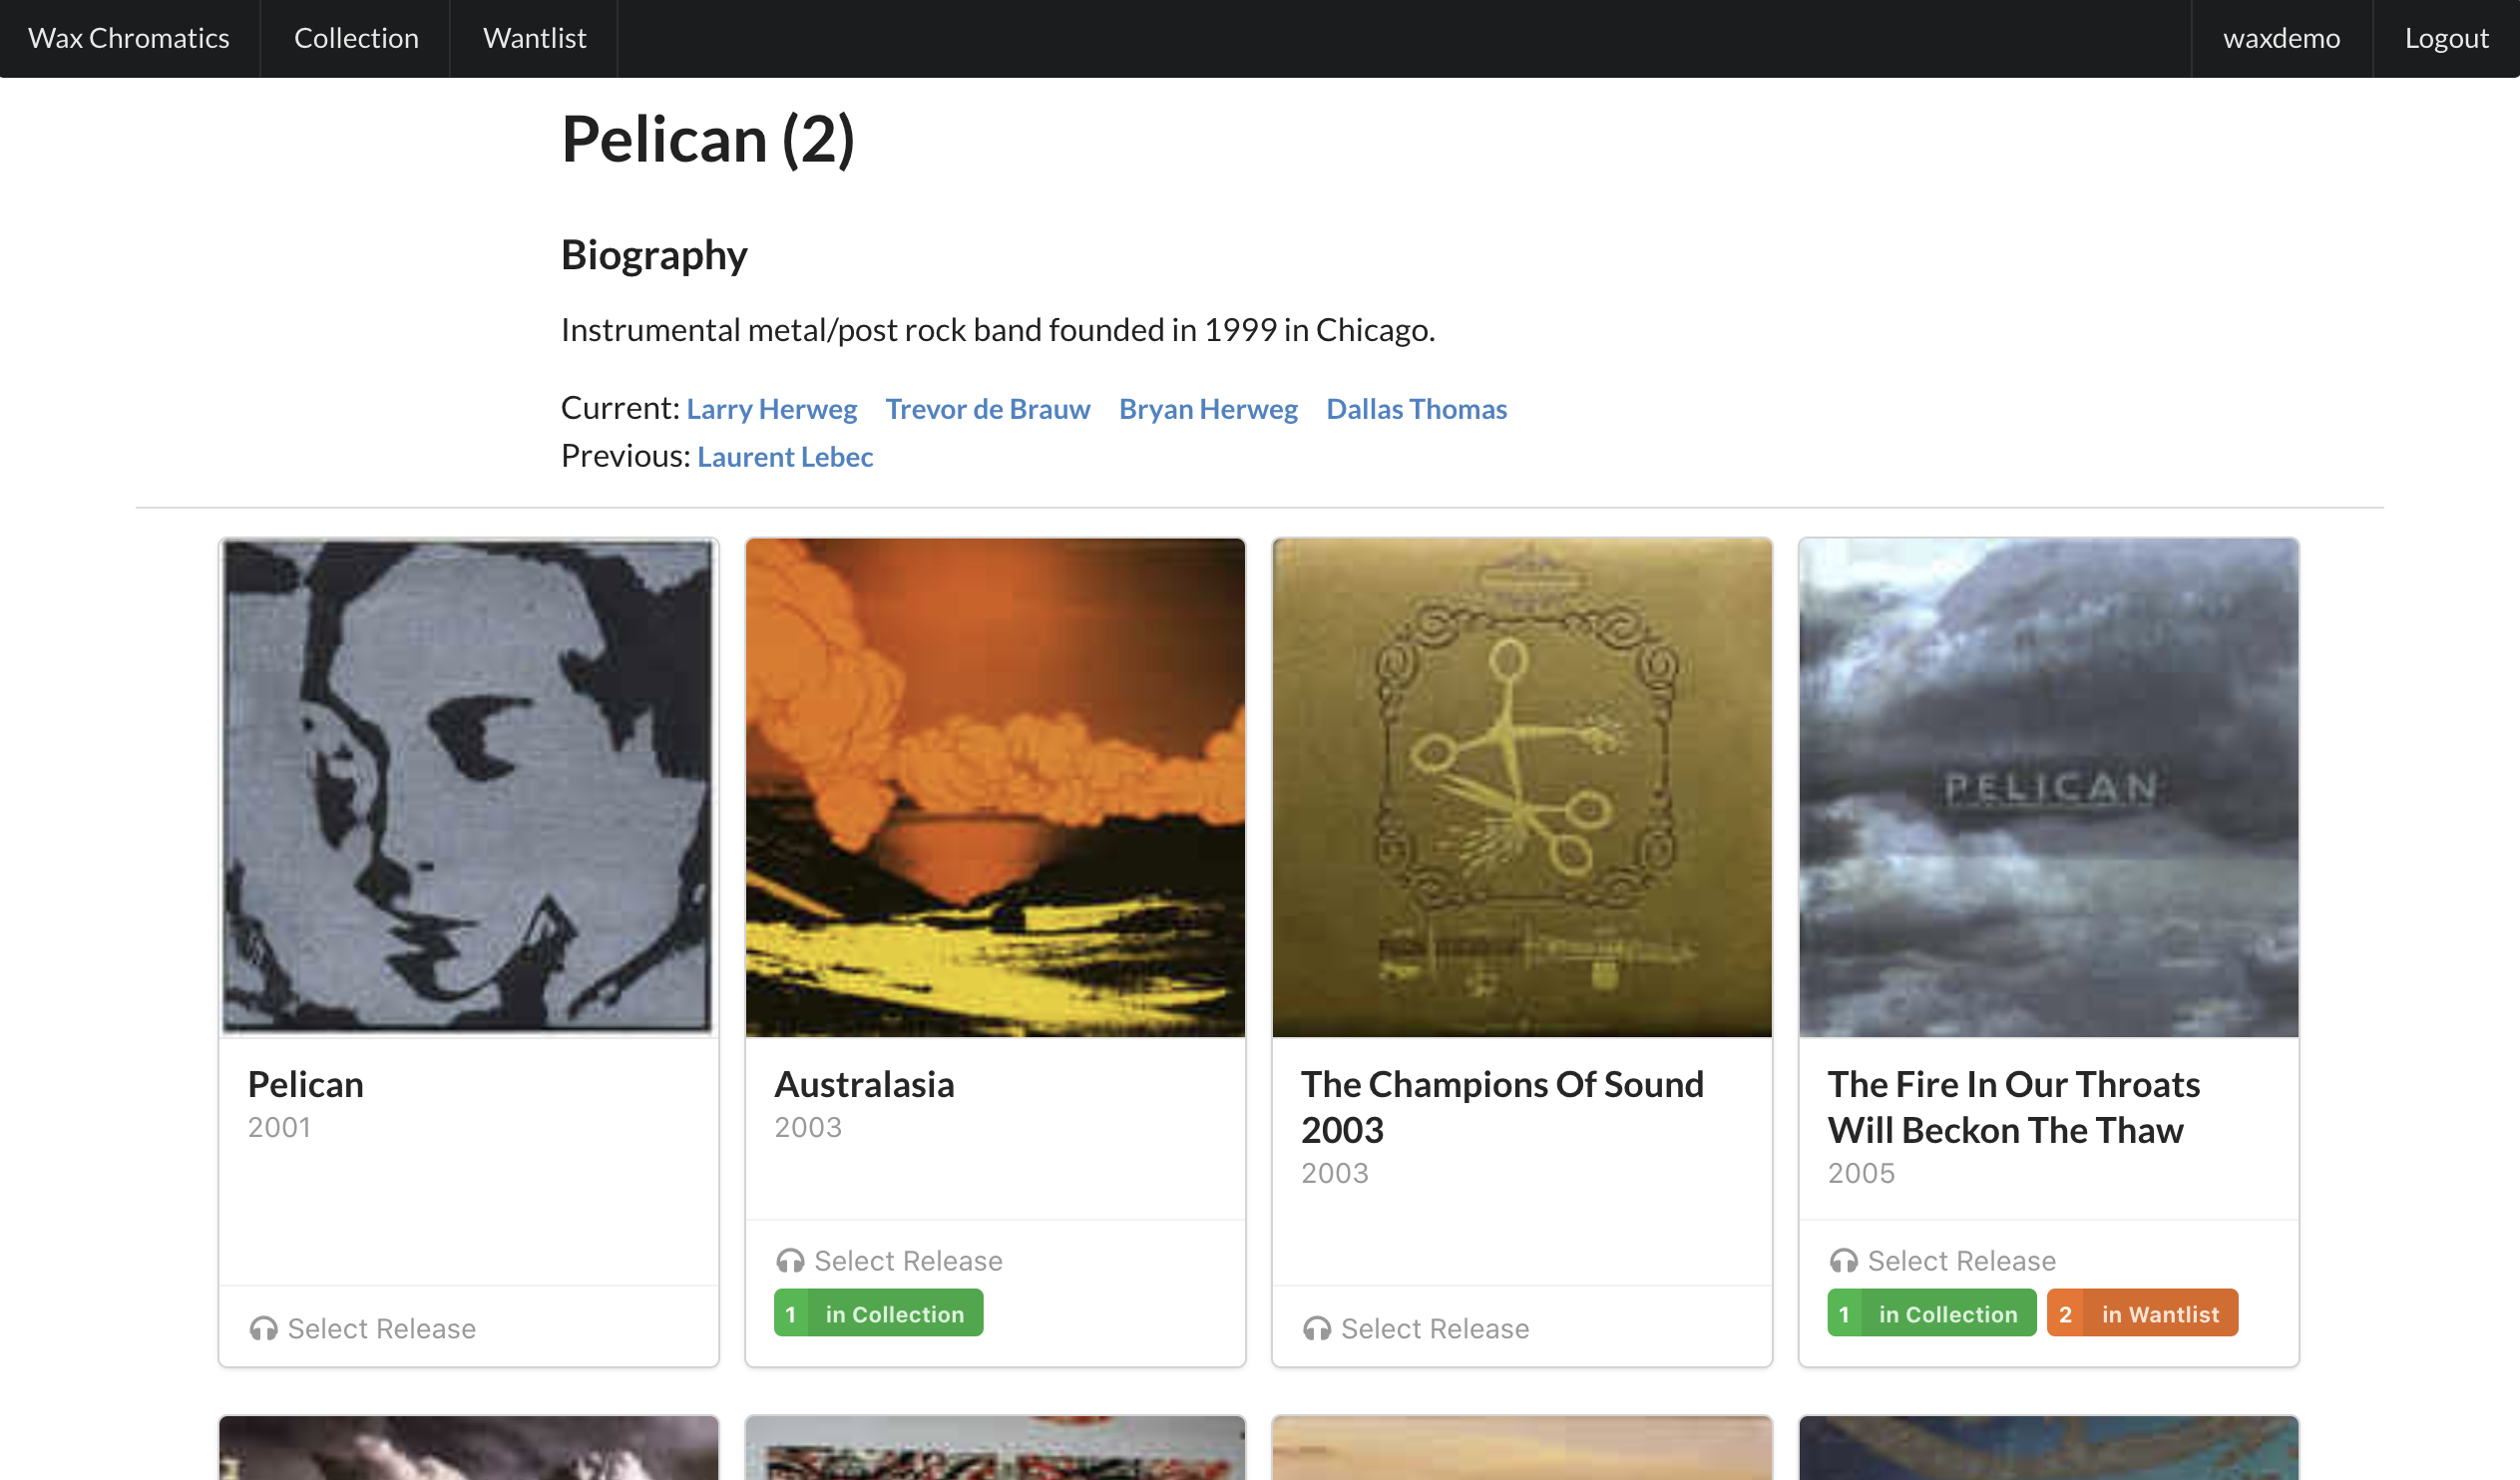 Wax Chromatics Collection Wantlist waxdemo Logout
Pelican (2)
Biography
Instrumental metal/post rock band founded in 1999 in Chicago.
Current: Larry Herweg Trevor de Brauw Bryan Herweg Dallas Thomas
Previous: Laurent Lebec
PELICAN
Pelican
2001
Select Release
Australasia
2003
Select Release
1 in Collection
The Champions Of Sound
2003
2003
Select Release
The Fire In Our Throats
Will Beckon The Thaw
2005
Select Release
1 in Collection 2 in Wantlist